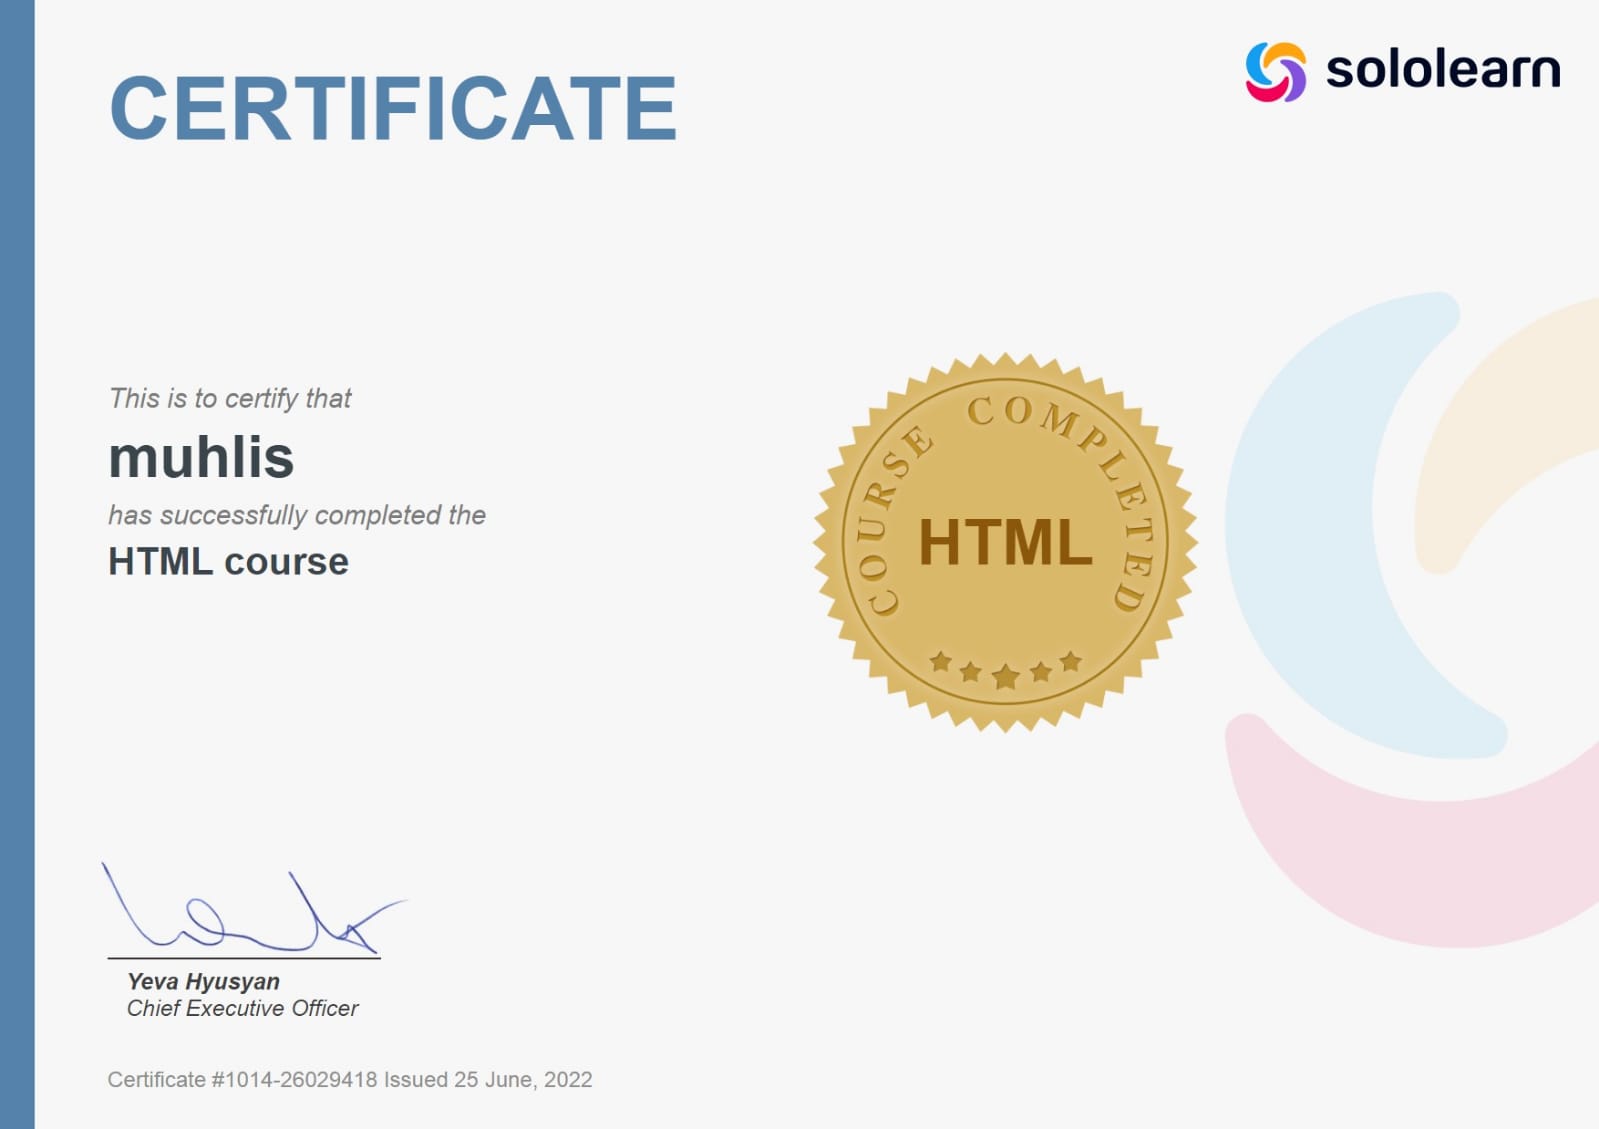 sololearn
CERTIFICATE
This is to certify that
muhlis
has successfully completed the
HTML course
COURSE COMPLETED
HTML
Yeva Hyusyan
Chief Executive Officer
Certificate #1014-26029418 Issued 25 June, 2022